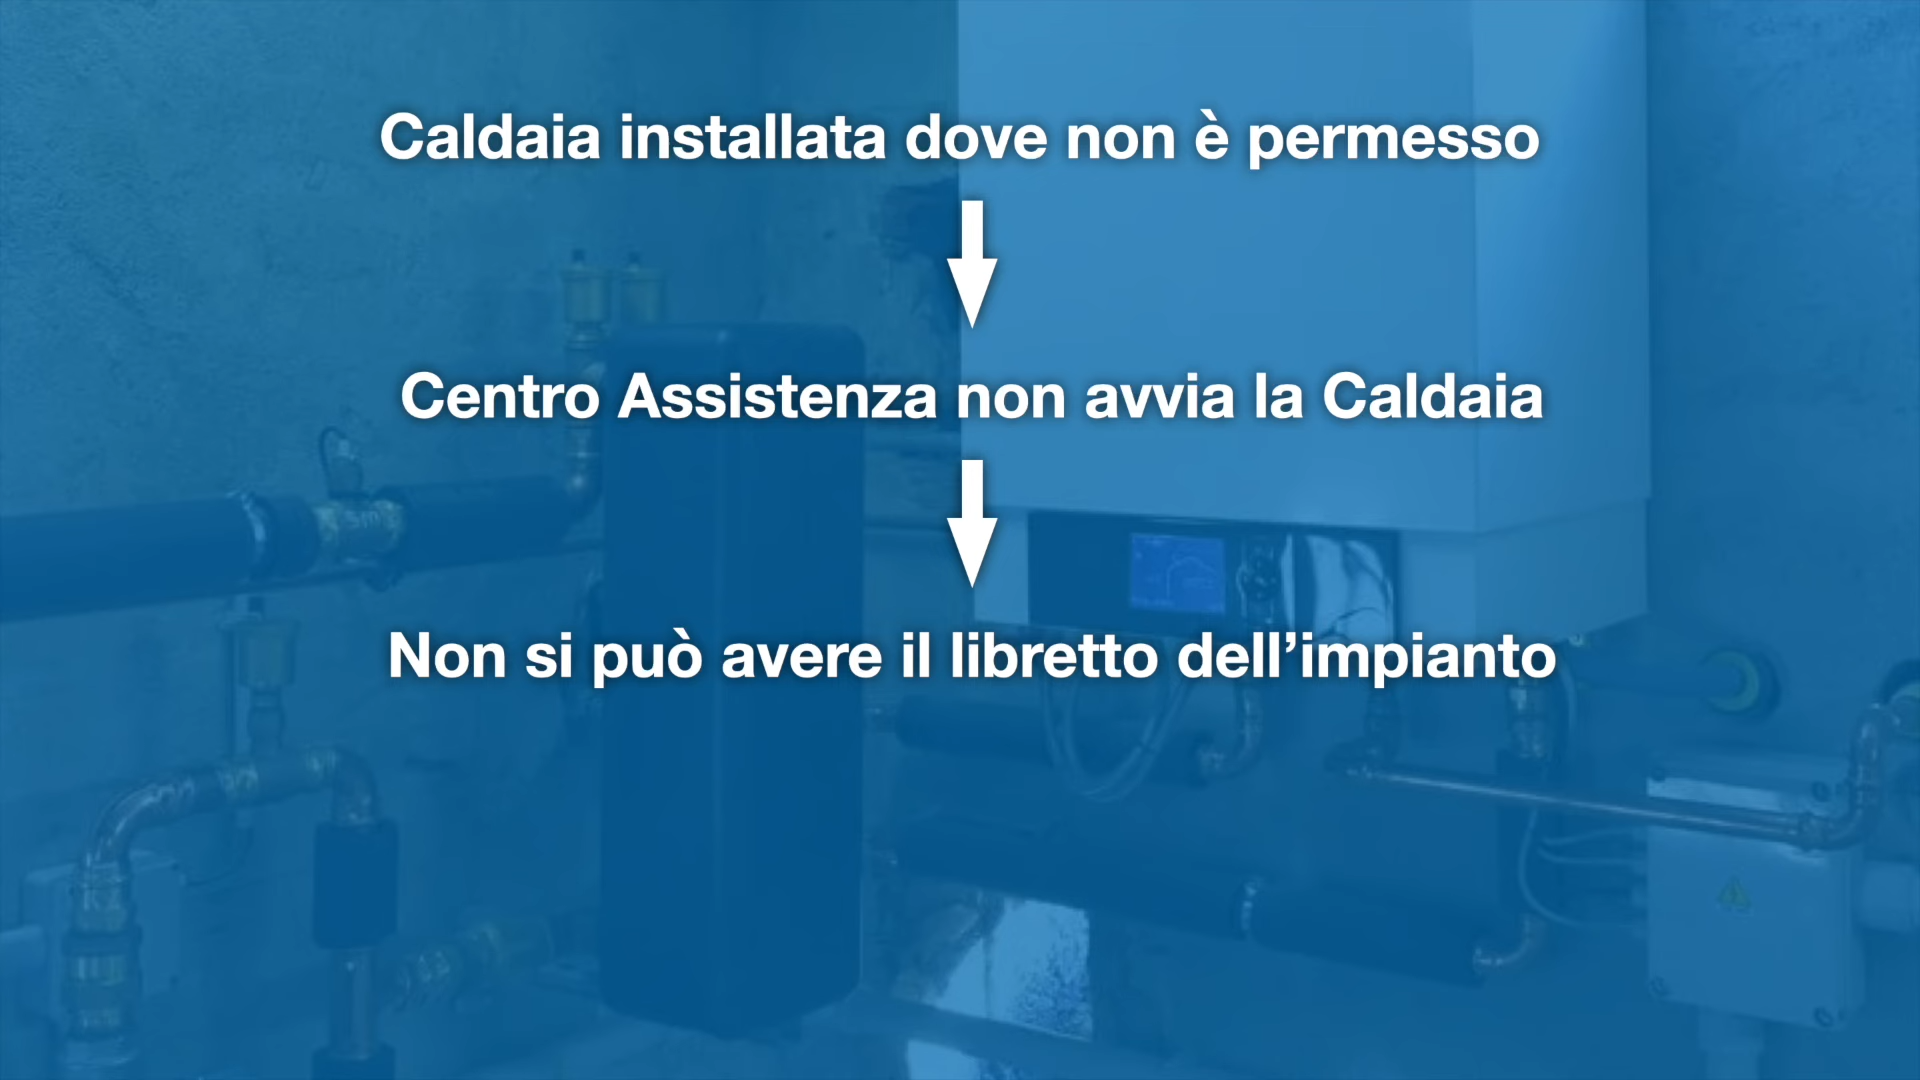 Caldaia installata dove non è permesso
Centro Assistenza non avvia la Caldaia
Non si può avere il libretto dell’impianto